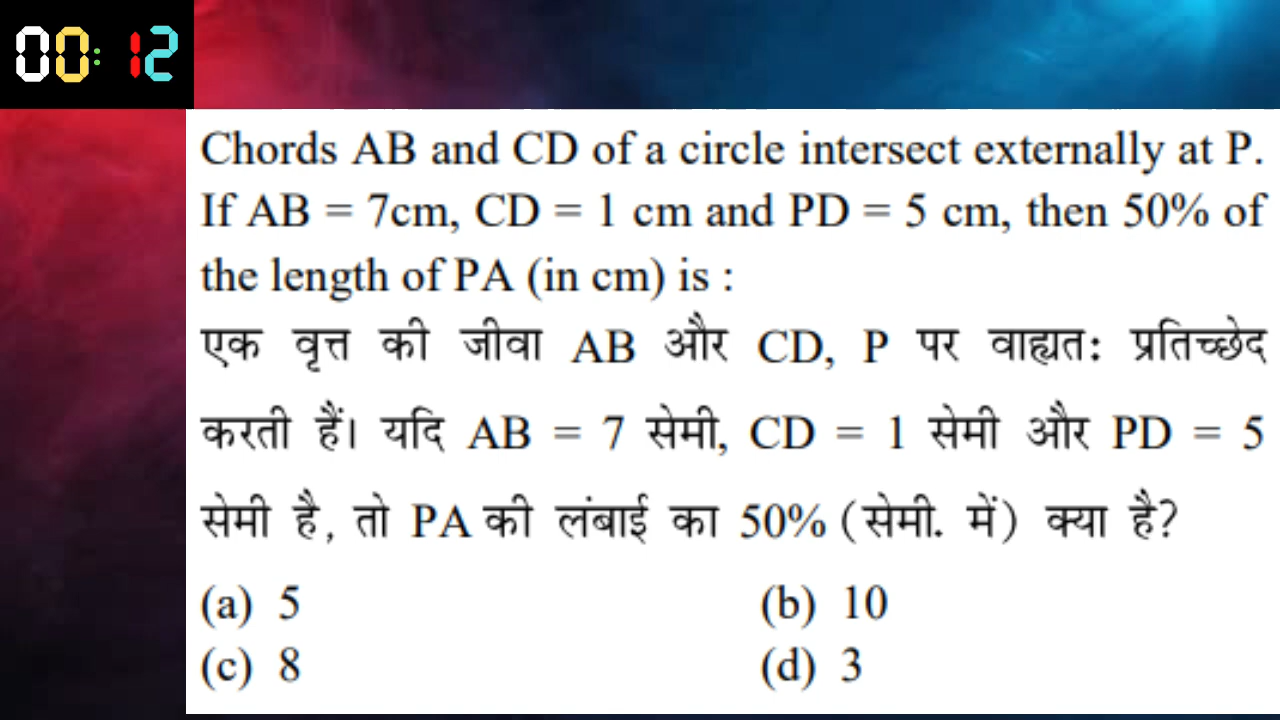 00:12
Chords AB and CD of a circle intersect externally at P.
If AB = 7cm, CD = 1 cm and PD = 5 cm, then 50% of
the length of PA (in cm) is :
एक वृत्त की जीवा AB और CD, P पर वाह्यतः प्रतिच्छेद
करती हैं। यदि AB = 7 सेमी, CD = 1 सेमी और PD = 5
सेमी है, तो PA की लंबाई का 50% (सेमी. में) क्या है?
(a) 5 (b) 10
(c) 8 (d) 3